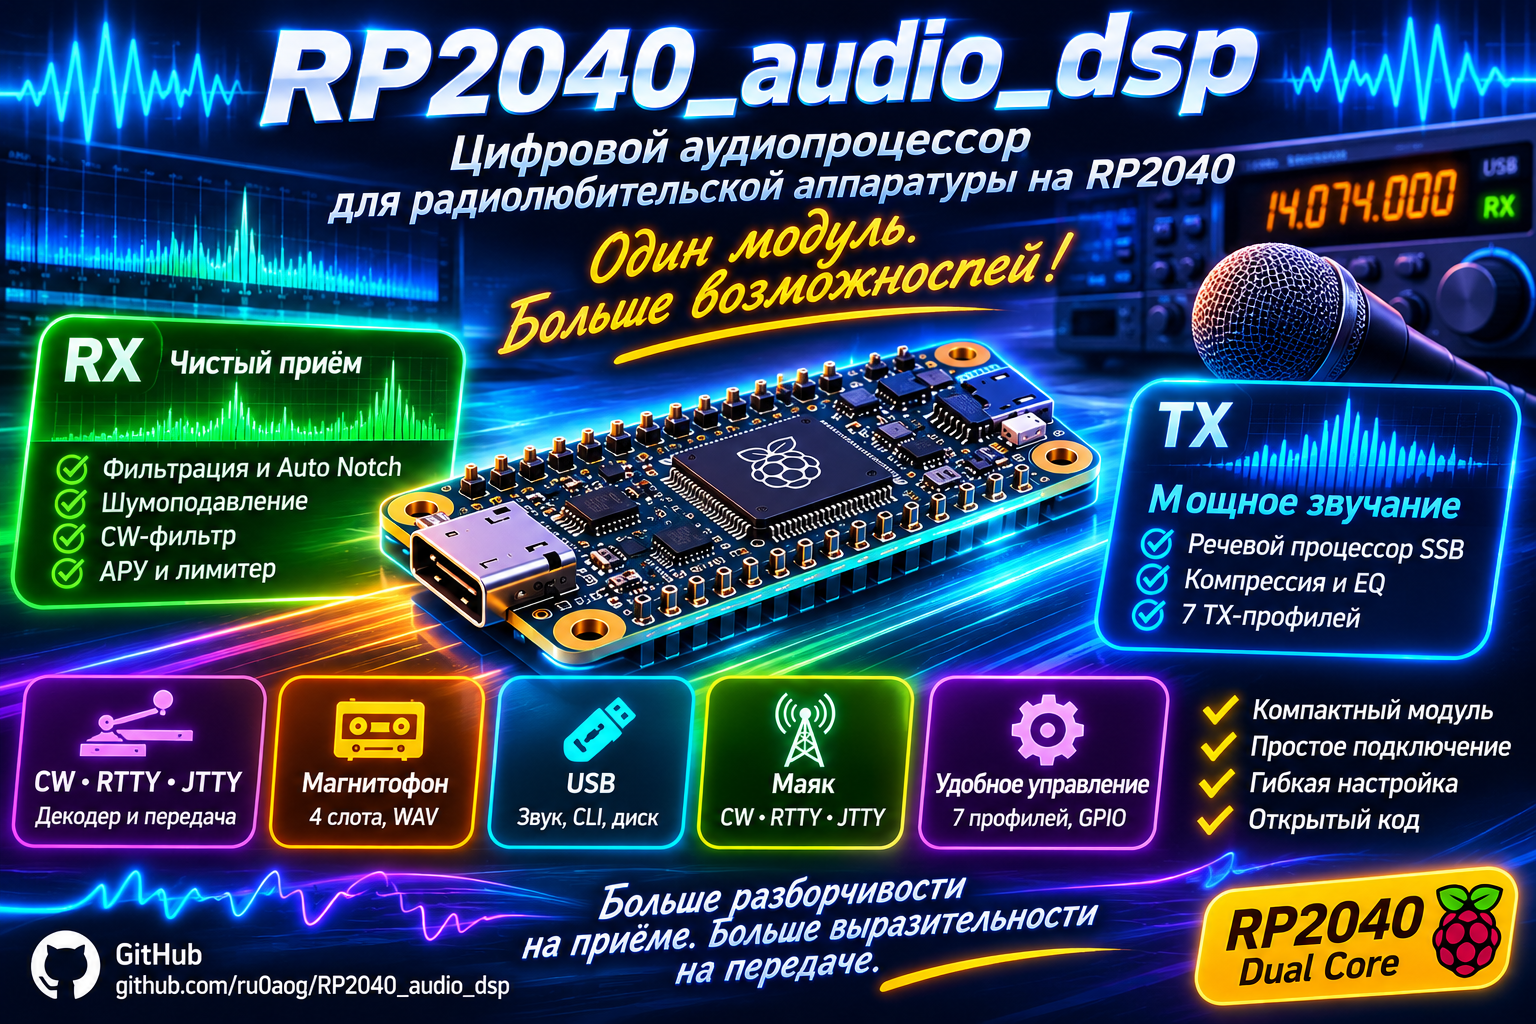 RP2040_audio_dsp
Цифровой аудиопроцессор
для радиолюбительской аппаратуры на RP2040
Один модуль.
Больше возможностей!
14.074.000
USB
RX
RX Чистый приём
Фильтрация и Auto Notch
Шумоподавление
CW-фильтр
АРУ и лимитер
TX
Мощное звучание
Речевой процессор SSB
Компрессия и EQ
7 TX-профилей
CW • RTTY • JTTY
Декодер и передача
Магнитофон
4 слота, WAV
USB
Звук, CLI, диск
Маяк
CW • RTTY • JTTY
Удобное управление
7 профилей, GPIO
Компактный модуль
Простое подключение
Гибкая настройка
Открытый код
Больше разборчивости
на приёме. Больше выразительности
на передаче.
GitHub
github.com/ru0aog/RP2040_audio_dsp
RP2040
Dual Core